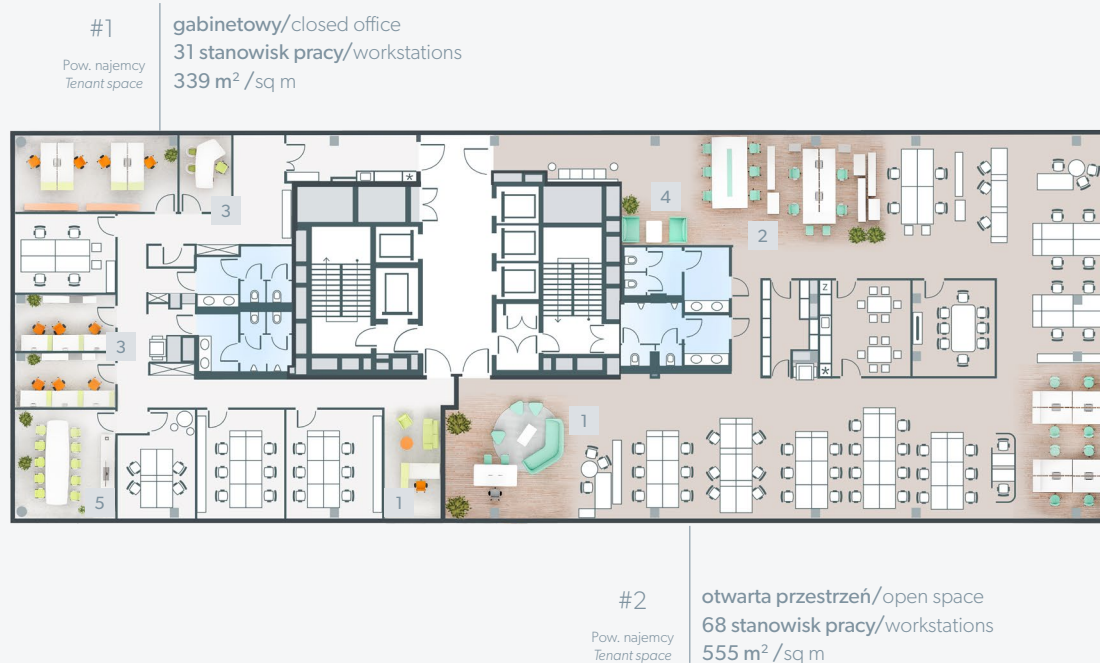 #1
Pow. najemcy
Tenant space
gabinetowy/closed office
31 stanowisk pracy/workstations
339 m² /sq m
3
4
2
Z
*
3
*
1
5
1
#2
Pow. najemcy
Tenant space
otwarta przestrzeń/open space
68 stanowisk pracy/workstations
555 m² /sq m